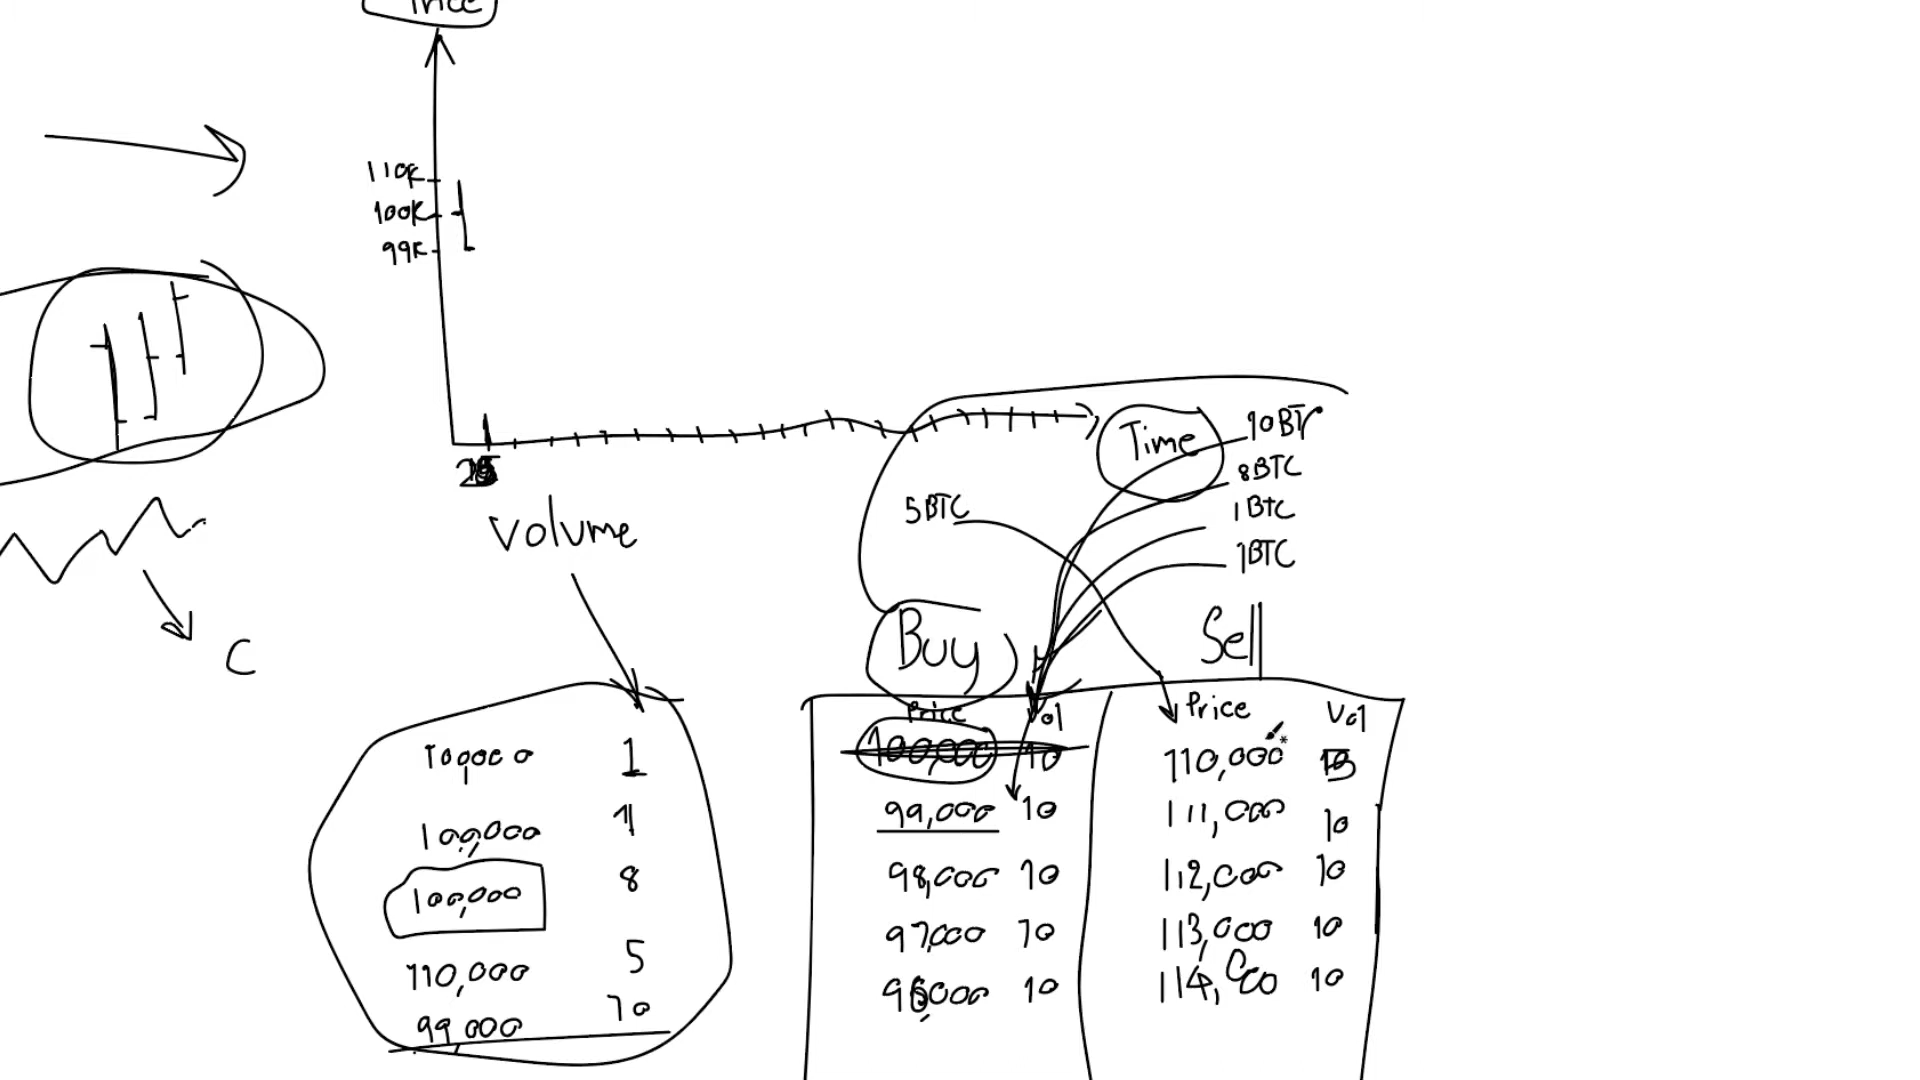 Price
110K
100K
99K
Time
10BTC
8BTC
5BTC
1BTC
1BTC
Volume
Buy
Sell
C
Price Vol Price Vol
100,000 10 110,000
99,000 10 111,000 10
98,000 10 112,000 10
97,000 10 113,000 10
96,000 10 114,000 10
100,000 1
100,000 1
100,000 8
110,000 5
99,000 10